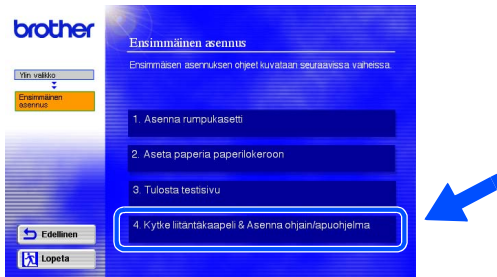 brother
Ensimmäinen asennus
Ensimmäisen asennuksen ohjeet kuvataan seuraavissa vaiheissa.
Ylin valikko
Ensimmäinen
asennus
1. Asenna rumpukasetti
2. Aseta paperia paperilokeroon
3. Tulosta testisivu
4. Kytke liitäntäkaapeli & Asenna ohjain/apuohjelma
Edellinen
Lopeta